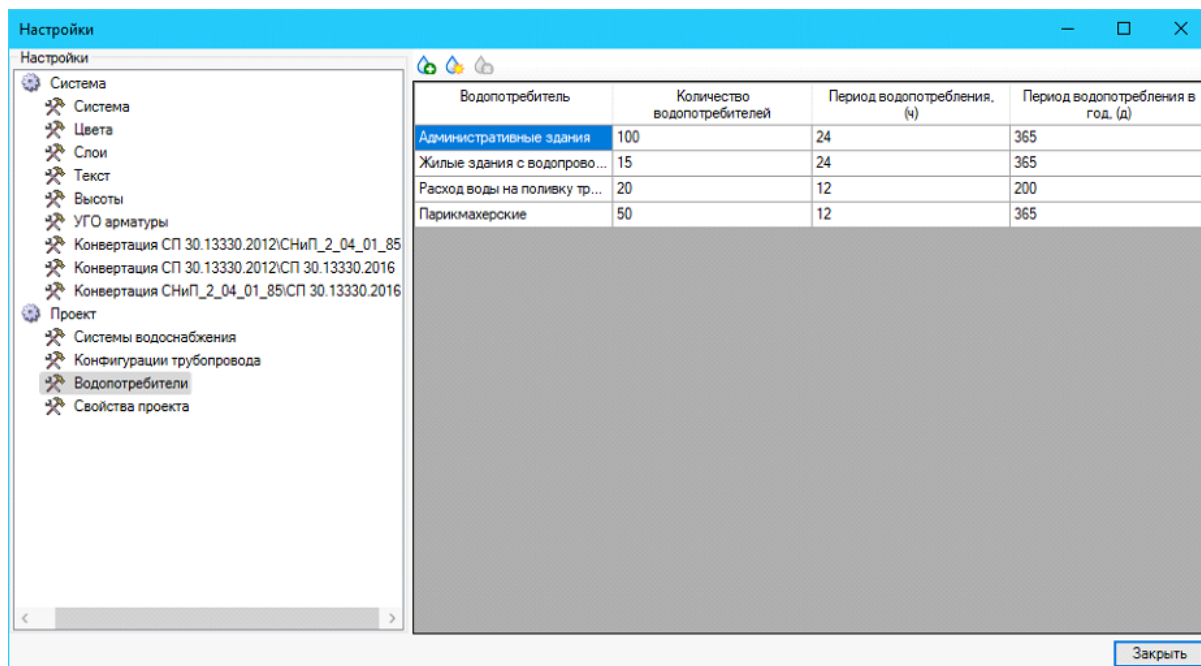 Настройки
Настройки
Система
Система
Цвета
Слои
Текст
Высоты
УГО арматуры
Конвертация СП 30.13330.2012\СНиП_2_04_01_85
Конвертация СП 30.13330.2012\СП 30.13330.2016
Конвертация СНиП_2_04_01_85\СП 30.13330.2016
Проект
Системы водоснабжения
Конфигурации трубопровода
Водопотребители
Свойства проекта
Водопотребитель Количество водопотребителей Период водопотребления, (ч) Период водопотребления в год, (д)
Административные здания 100 24 365
Жилые здания с водопрово... 15 24 365
Расход воды на поливку тр... 20 12 200
Парикмахерские 50 12 365
Закрыть